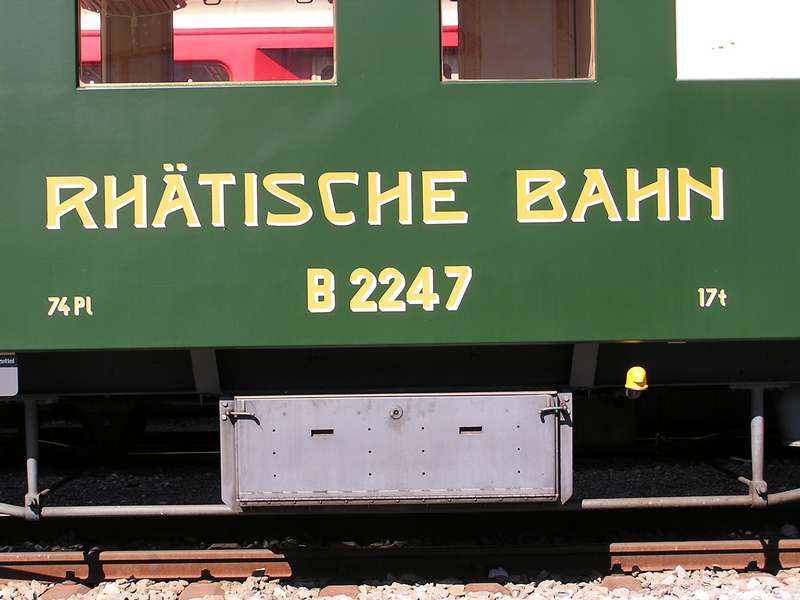 RHÄTISCHE BAHN
B 2247
74 Pl
17t